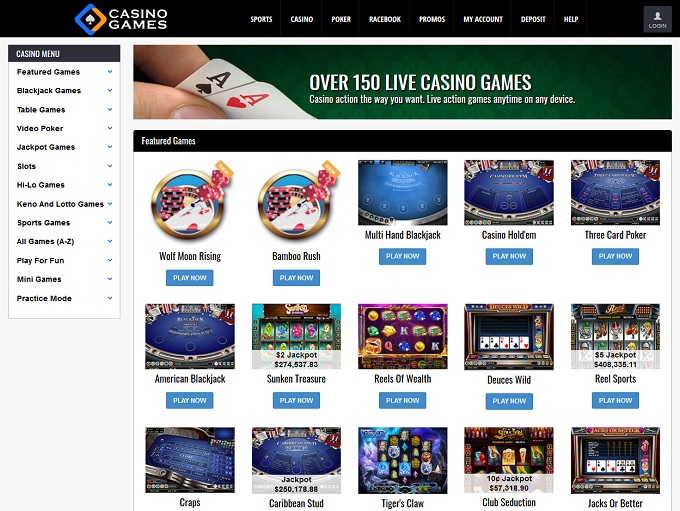 CASINO
GAMES
SPORTS CASINO POKER RACEBOOK PROMOS MY ACCOUNT DEPOSIT HELP
LOGIN
CASINO MENU
Featured Games
Blackjack Games
Table Games
Video Poker
Jackpot Games
Slots
Hi-Lo Games
Keno And Lotto Games
Sports Games
All Games (A-Z)
Play For Fun
Mini Games
Practice Mode
A A
OVER 150 LIVE CASINO GAMES
Casino action the way you want. Live action games anytime on any device.
Featured Games
Wolf Moon Rising
PLAY NOW
Bamboo Rush
PLAY NOW
Multi Hand Blackjack
PLAY NOW
Casino Hold'em
PLAY NOW
Three Card Poker
PLAY NOW
American Blackjack
PLAY NOW
$2 Jackpot
$274,537.83
Sunken Treasure
PLAY NOW
Reels Of Wealth
PLAY NOW
DEUCES WILD
Deuces Wild
PLAY NOW
$5 Jackpot
$408,335.11
Reel Sports
PLAY NOW
Craps
Jackpot
$250,178.88
Caribbean Stud
Tiger's Claw
10¢ Jackpot
$57,318.90
Club Seduction
JACKS OR BETTER
Jacks Or Better